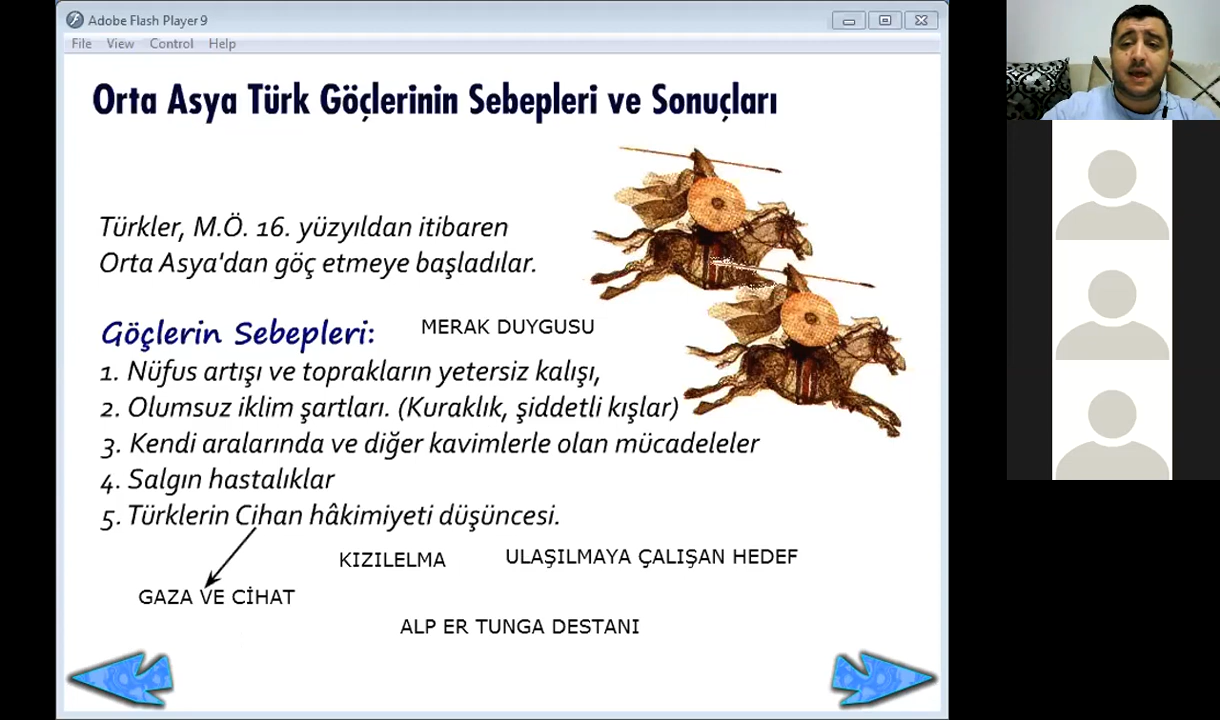 Adobe Flash Player 9
File View Control Help
Orta Asya Türk Göçlerinin Sebepleri ve Sonuçları
Türkler, M.Ö. 16. yüzyıldan itibaren
Orta Asya'dan göç etmeye başladılar.
Göçlerin Sebepleri:
MERAK DUYGUSU
1. Nüfus artışı ve toprakların yetersiz kalışı,
2. Olumsuz iklim şartları. (Kuraklık, şiddetli kışlar)
3. Kendi aralarında ve diğer kavimlerle olan mücadeleler
4. Salgın hastalıklar
5. Türklerin Cihan hâkimiyeti düşüncesi.
KIZILELMA
ULAŞILMAYA ÇALIŞAN HEDEF
GAZA VE CİHAT
ALP ER TUNGA DESTANI